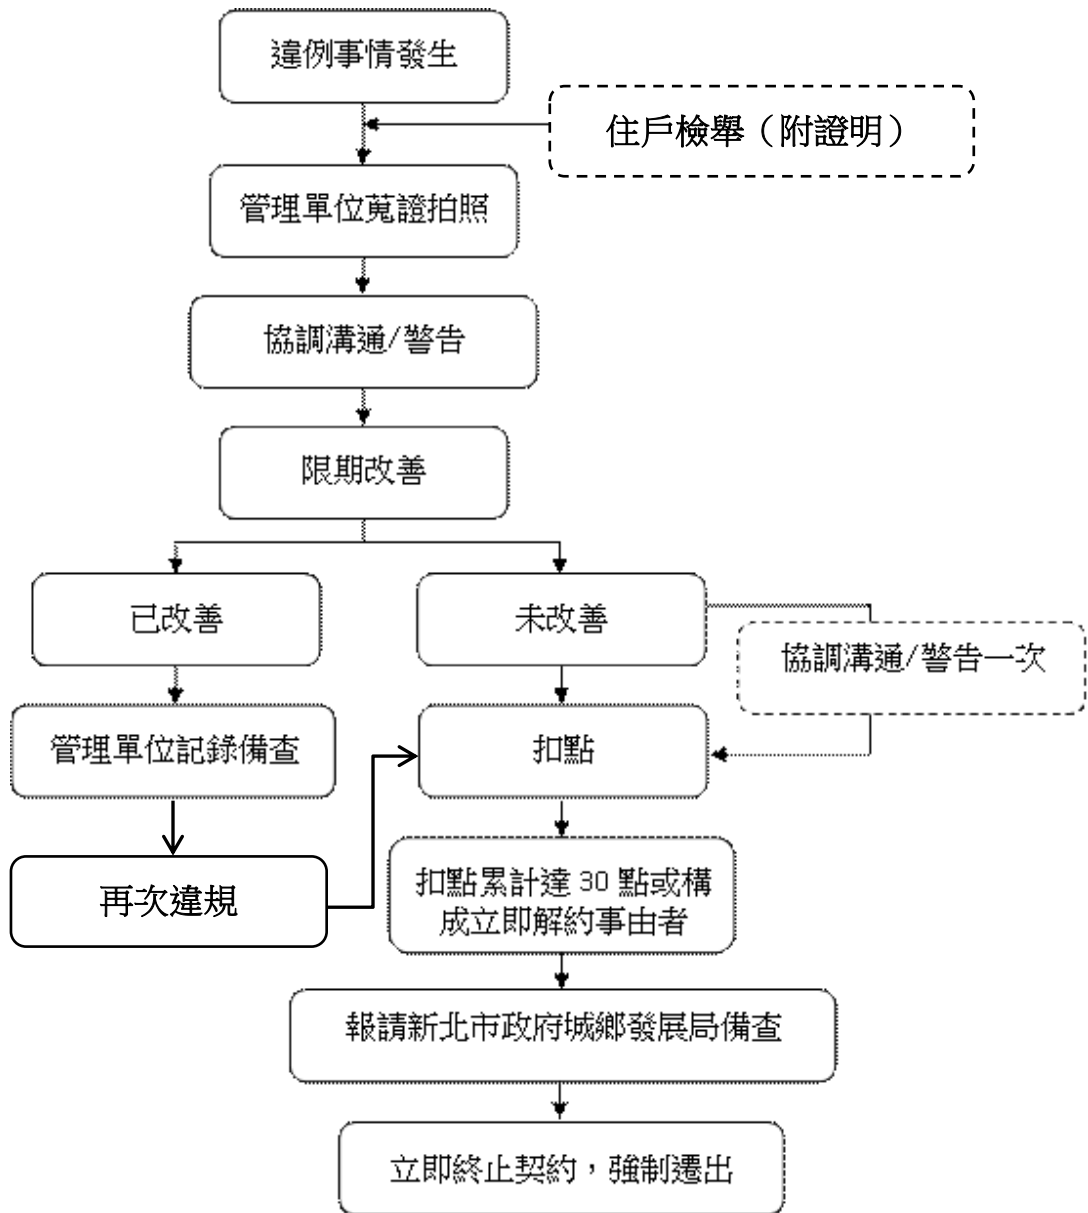 違例事情發生
住戶檢舉（附證明）
管理單位蒐證拍照
協調溝通/警告
限期改善
已改善
未改善
協調溝通/警告一次
管理單位記錄備查
扣點
再次違規
扣點累計達 30 點或構
成立即解約事由者
報請新北市政府城鄉發展局備查
立即終止契約，強制遷出